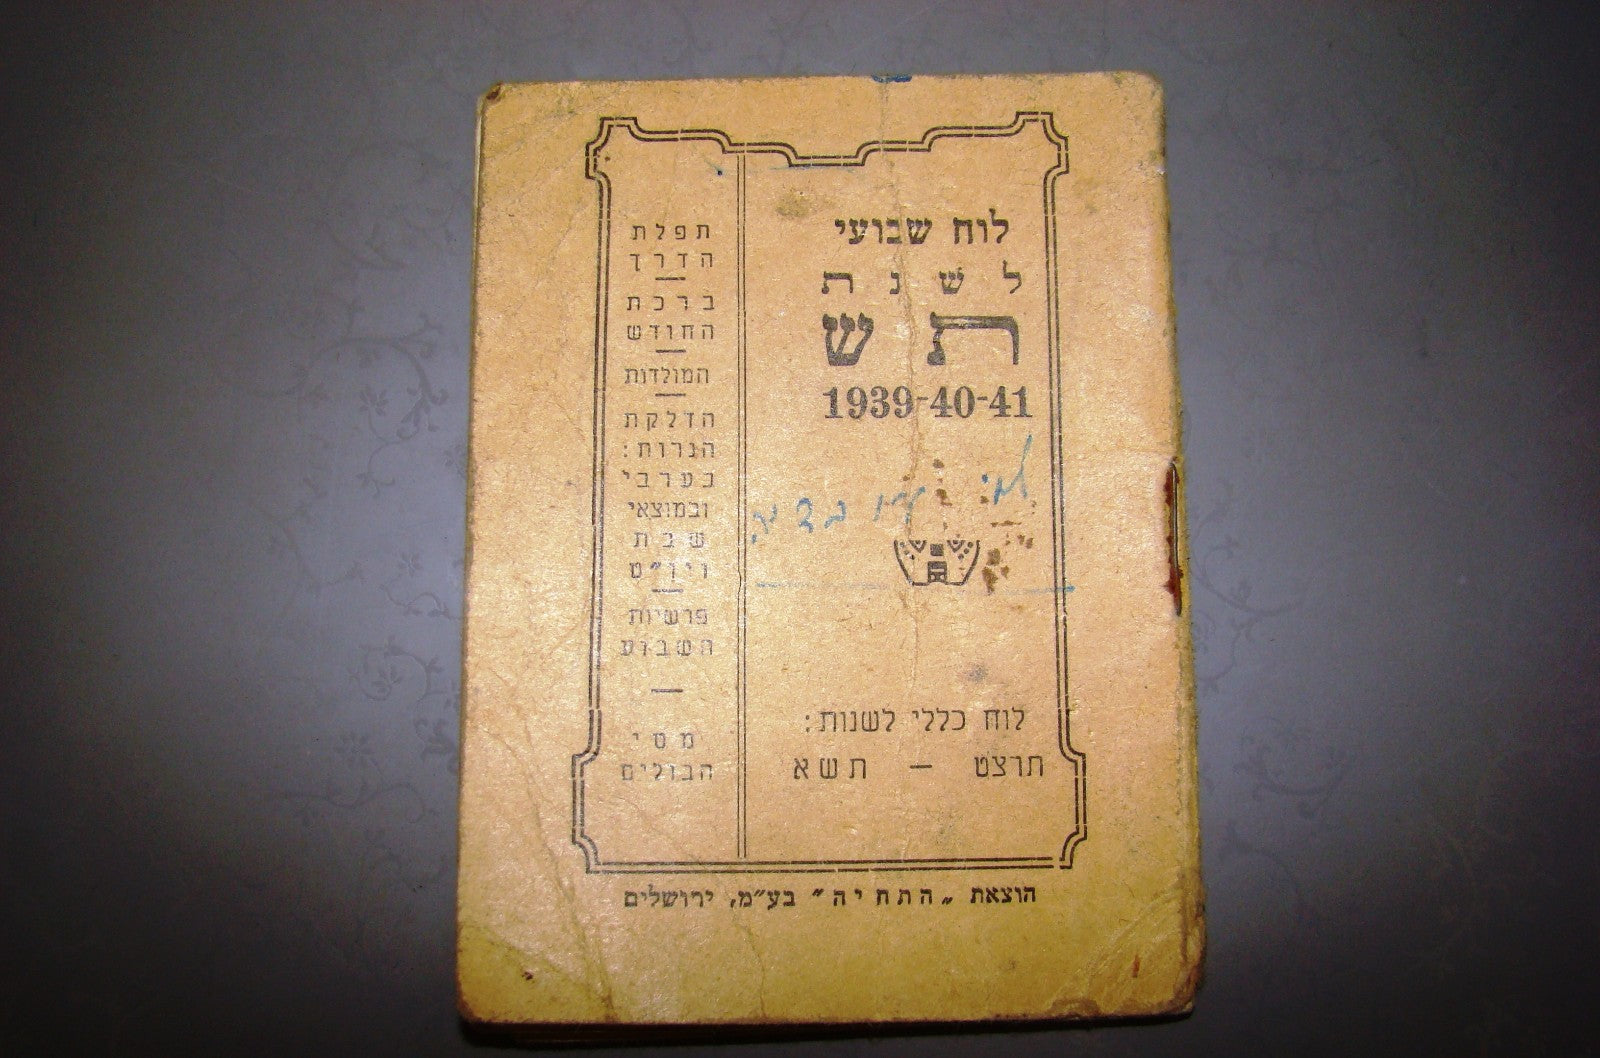 לוח שבועי
לשנת
תש
1939-40-41
לוח כללי לשנות:
תרצט — תשא
תפלת
הדרך
ברכת
החודש
המולדות
הדלקת
הנרות:
בערבי
ובמוצאי
שבת
ויו״ט
פרשיות
השבוע
מסי
הבולים
הוצאת „התחיה״ בע״מ, ירושלים